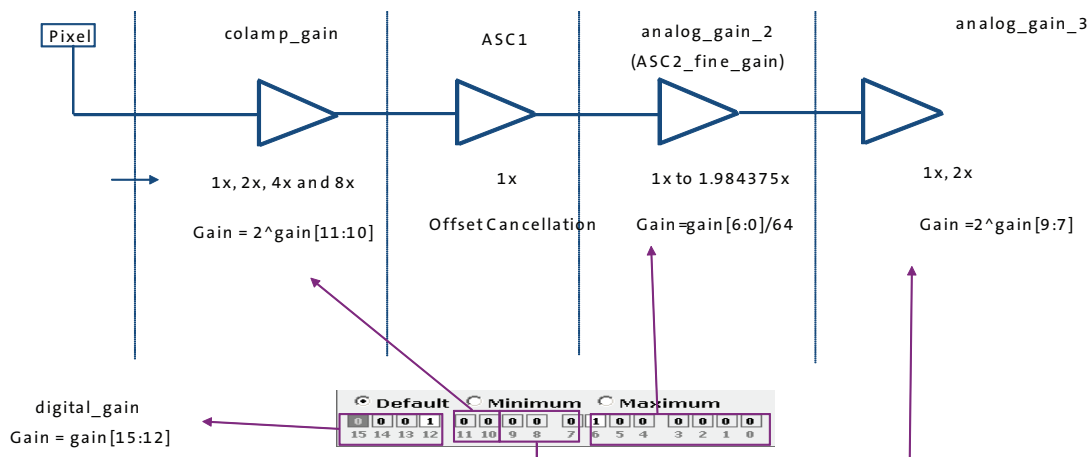 Pixel
colamp_gain
ASC1
analog_gain_2
(ASC2_fine_gain)
analog_gain_3
1x, 2x, 4x and 8x
1x
1x to 1.984375x
1x, 2x
Gain = 2^gain[11:10]
Offset Cancellation
Gain =gain[6:0]/64
Gain =2^gain[9:7]
digital_gain
Gain = gain[15:12]
Default Minimum Maximum
0 0 0 1 0 0 0 0 0 1 0 0 0 0 0 0
15 14 13 12 11 10 9 8 7 6 5 4 3 2 1 0